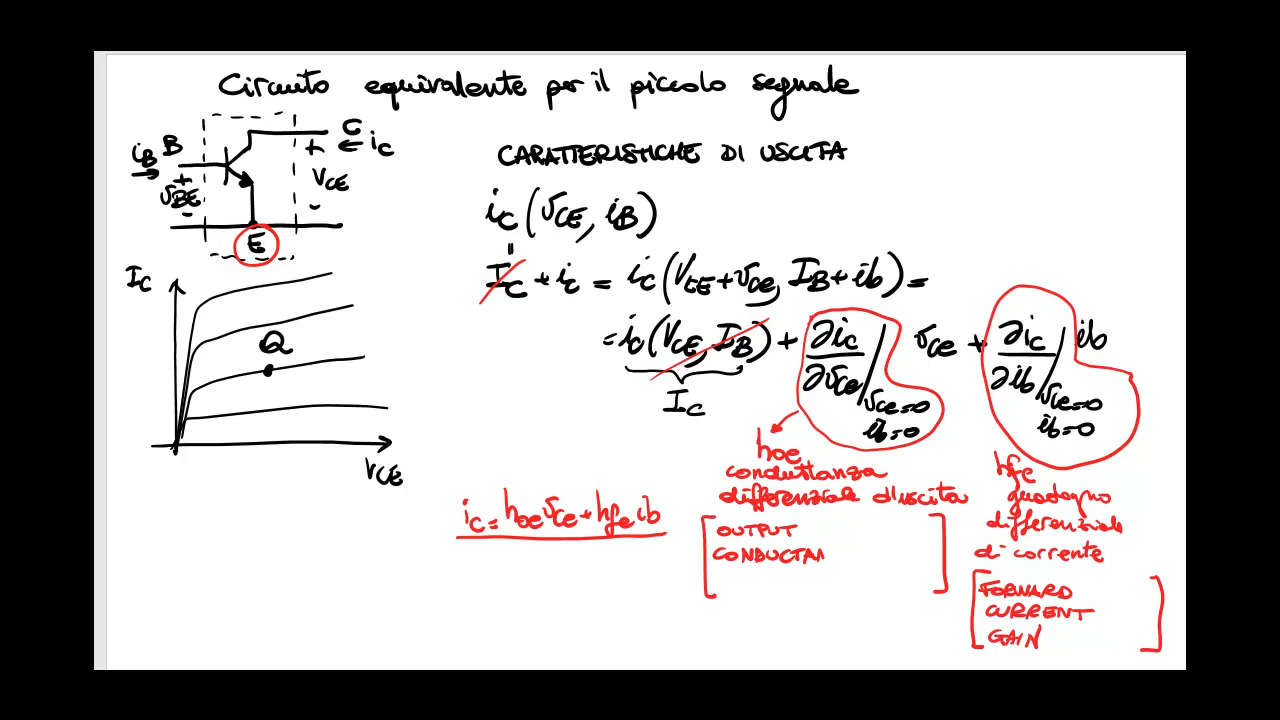 Circuito equivalente per il piccolo segnale
CARATTERISTICHE DI USCITA
iB B
C
iC
+
vBE
-
+
VCE
-
E
iC (vCE, iB)
IC + ic = iC (VCE + vce, IB + ib) =
= iC (VCE, IB) + ∂iC/∂vce | vce=0 ib=0 vce + ∂iC/∂ib | vce=0 ib=0 ib
IC
IC
Q
VCE
hoe
conduttanza
differenziale d'uscita
[OUTPUT
CONDUCTAN]
hfe
guadagno
differenziale
di corrente
[FORWARD
CURRENT
GAIN]
ic = hoe vce + hfe ib